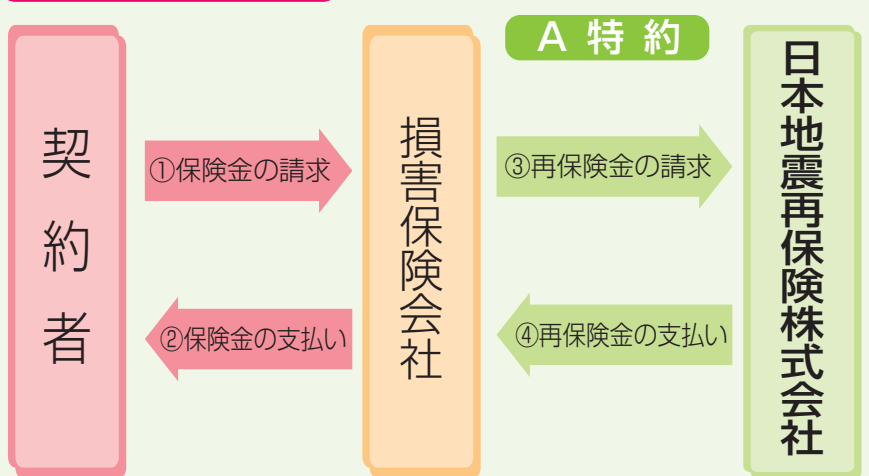 A 特 約
契約者
①保険金の請求
②保険金の支払い
損害保険会社
③再保険金の請求
④再保険金の支払い
日本地震再保険株式会社